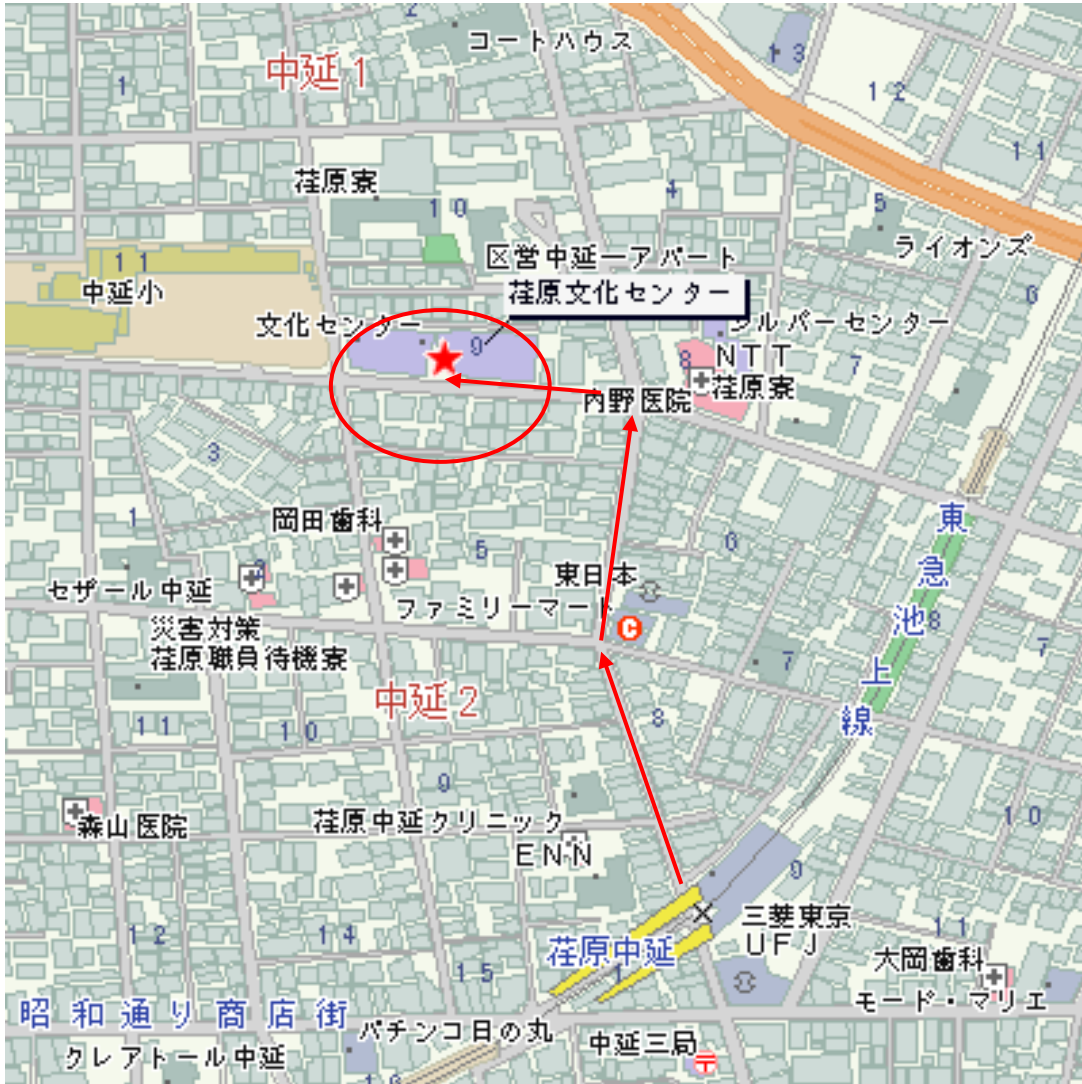 2
コートハウス
13
中延1
1
12
11
荏原寮
4
10
5
ライオンズ
区営中延一アパート
11
中延小
荏原文化センター
6
文化センター
9
シルバーセンター
8
NTT
荏原寮
7
内野医院
3
1
岡田歯科
東
5
6
急
セザール中延
2
東日本
ファミリーマート
C
池
8
災害対策
荏原職員待機寮
7
7
上
中延2
8
線
11
10
9
10
森山医院
荏原中延クリニック
ENN
9
三菱東京
UFJ
12
14
荏原中延
11
大岡歯科
15
1
モード・マリエ
昭和通り商店街
パチンコ日の丸
中延三局
クレアトール中延
〒